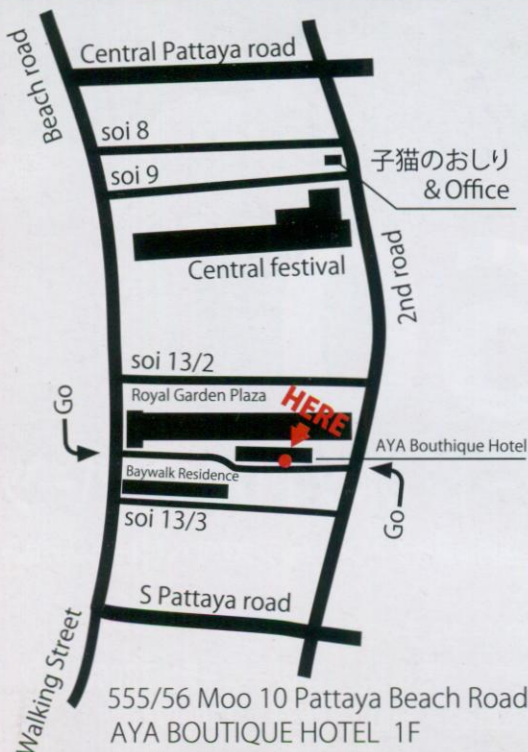 Central Pattaya road
Beach road
soi 8
子猫のおしり
& Office
soi 9
Central festival
2nd road
soi 13/2
Royal Garden Plaza
HERE
Go
AYA Bouthique Hotel
Baywalk Residence
Go
soi 13/3
S Pattaya road
Walking Street
555/56 Moo 10 Pattaya Beach Road
AYA BOUTIQUE HOTEL 1F